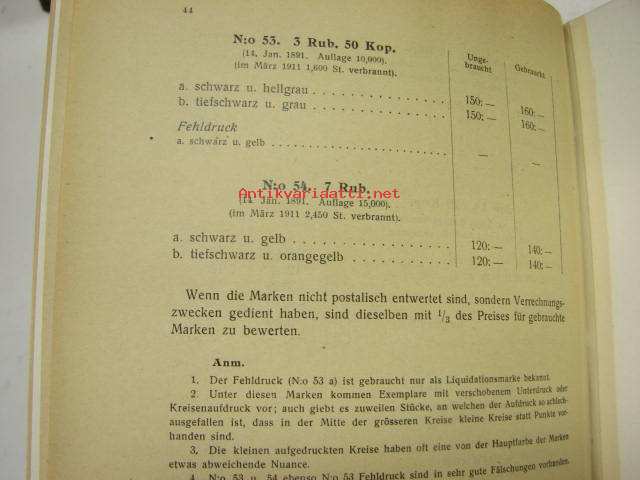 44
N:o 53. 3 Rub. 50 Kop.
(14. Jan. 1891. Auflage 10,000).
(im März 1911 1,600 St. verbrannt).
Unge-braucht Gebraucht
a. schwarz u. hellgrau 150:— 160:—
b. tiefschwarz u. grau 150:— 160:—
Fehldruck
a. schwarz u. gelb — —
Antikvariaatti.net
N:o 54. 7 Rub.
(14. Jan. 1891. Auflage 15,000).
(im März 1911 2,450 St. verbrannt).
a. schwarz u. gelb 120:— 140:—
b. tiefschwarz u. orangegelb 120:— 140:—
Wenn die Marken nicht postalisch entwertet sind, sondern Verrechnungs-
zwecken gedient haben, sind dieselben mit 1/3 des Preises für gebrauchte
Marken zu bewerten.
Anm.
1. Der Fehldruck (N:o 53 a) ist gebraucht nur als Liquidationsmarke bekannt.
2. Unter diesen Marken kommen Exemplare mit verschobenem Unterdruck oder
Kreisenaufdruck vor; auch giebt es zuweilen Stücke, an welchen der Aufdruck so schlecht
ausgefallen ist, dass in der Mitte der grösseren Kreise kleine Kreise statt Punkte vor-
handen sind.
3. Die kleinen aufgedruckten Kreise haben oft eine von der Hauptfarbe der Marken
etwas abweichende Nuance.
4. N:o 53 u. 54 ebenso N:o 53 Fehldruck sind in sehr gute Fälschungen vorhanden.